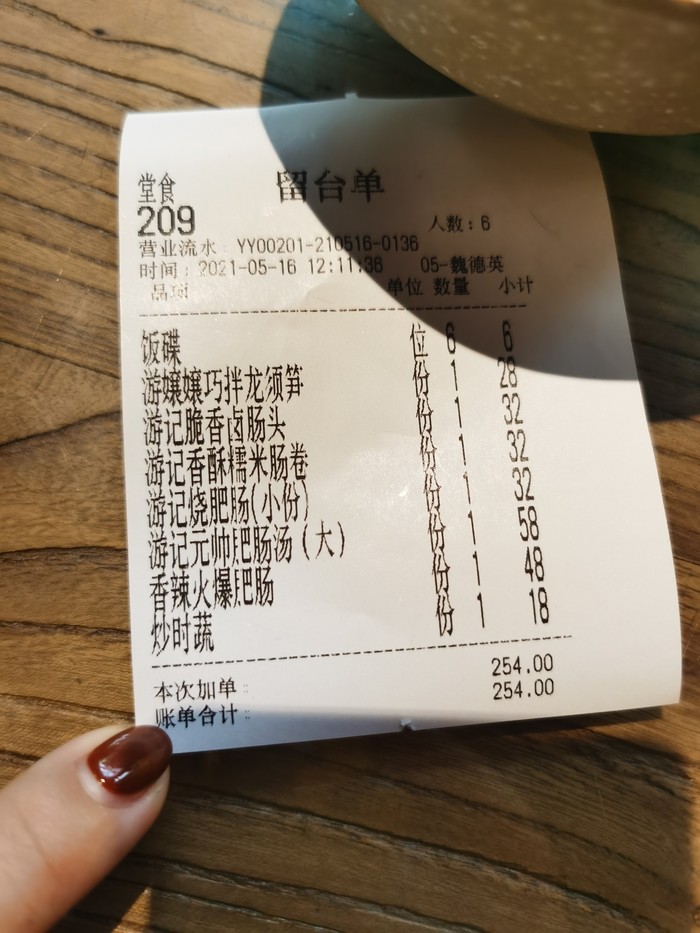 堂食 留台单
209 人数：6
营业流水：YY00201-210516-0136
时间：2021-05-16 12:11:36 05-魏德英
品项 单位 数量 小计
饭碟 位 6 6
游嬢嬢巧拌龙须笋 份 1 28
游记脆香卤肠头 份 1 32
游记香酥糯米肠卷 份 1 32
游记烧肥肠(小份) 份 1 32
游记元帅肥肠汤(大) 份 1 58
香辣火爆肥肠 份 1 48
炒时蔬 份 1 18
本次加单： 254.00
账单合计： 254.00